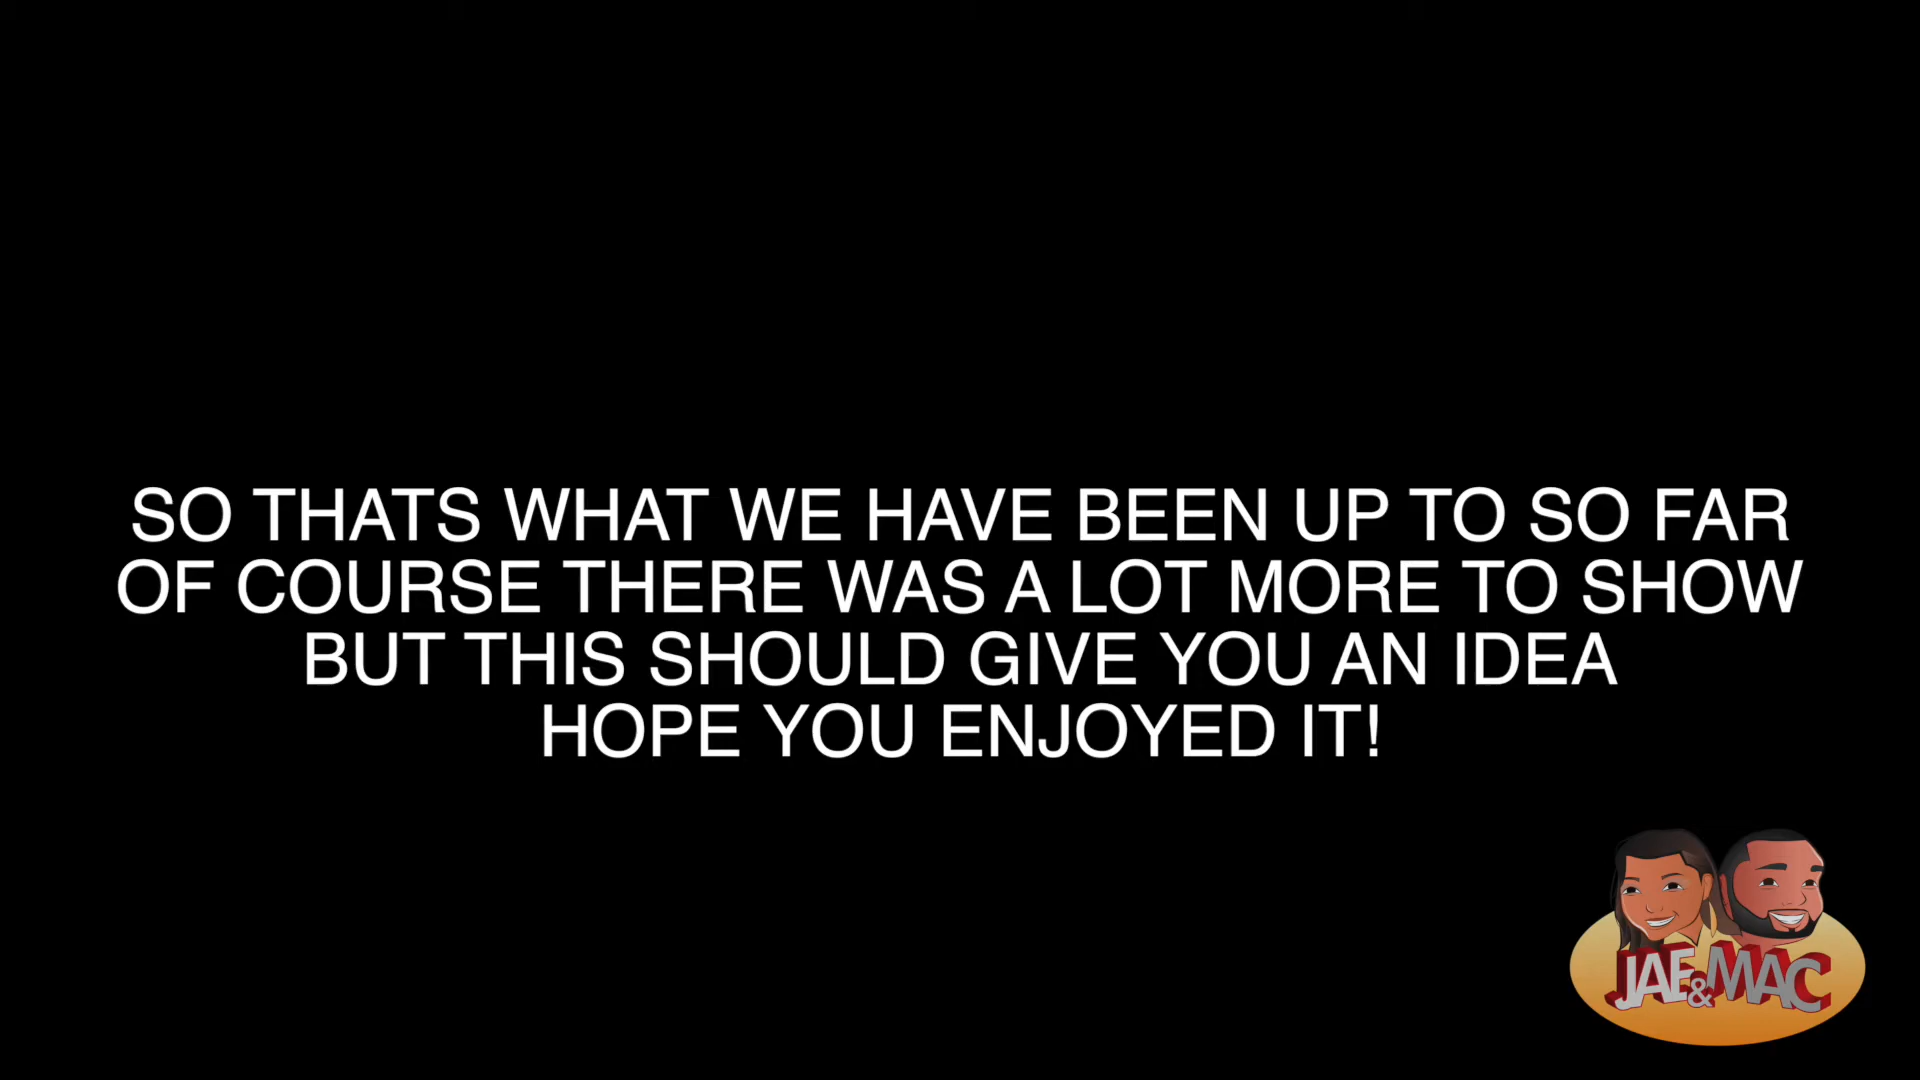 SO THATS WHAT WE HAVE BEEN UP TO SO FAR
OF COURSE THERE WAS A LOT MORE TO SHOW
BUT THIS SHOULD GIVE YOU AN IDEA
HOPE YOU ENJOYED IT!
JAE&MAC